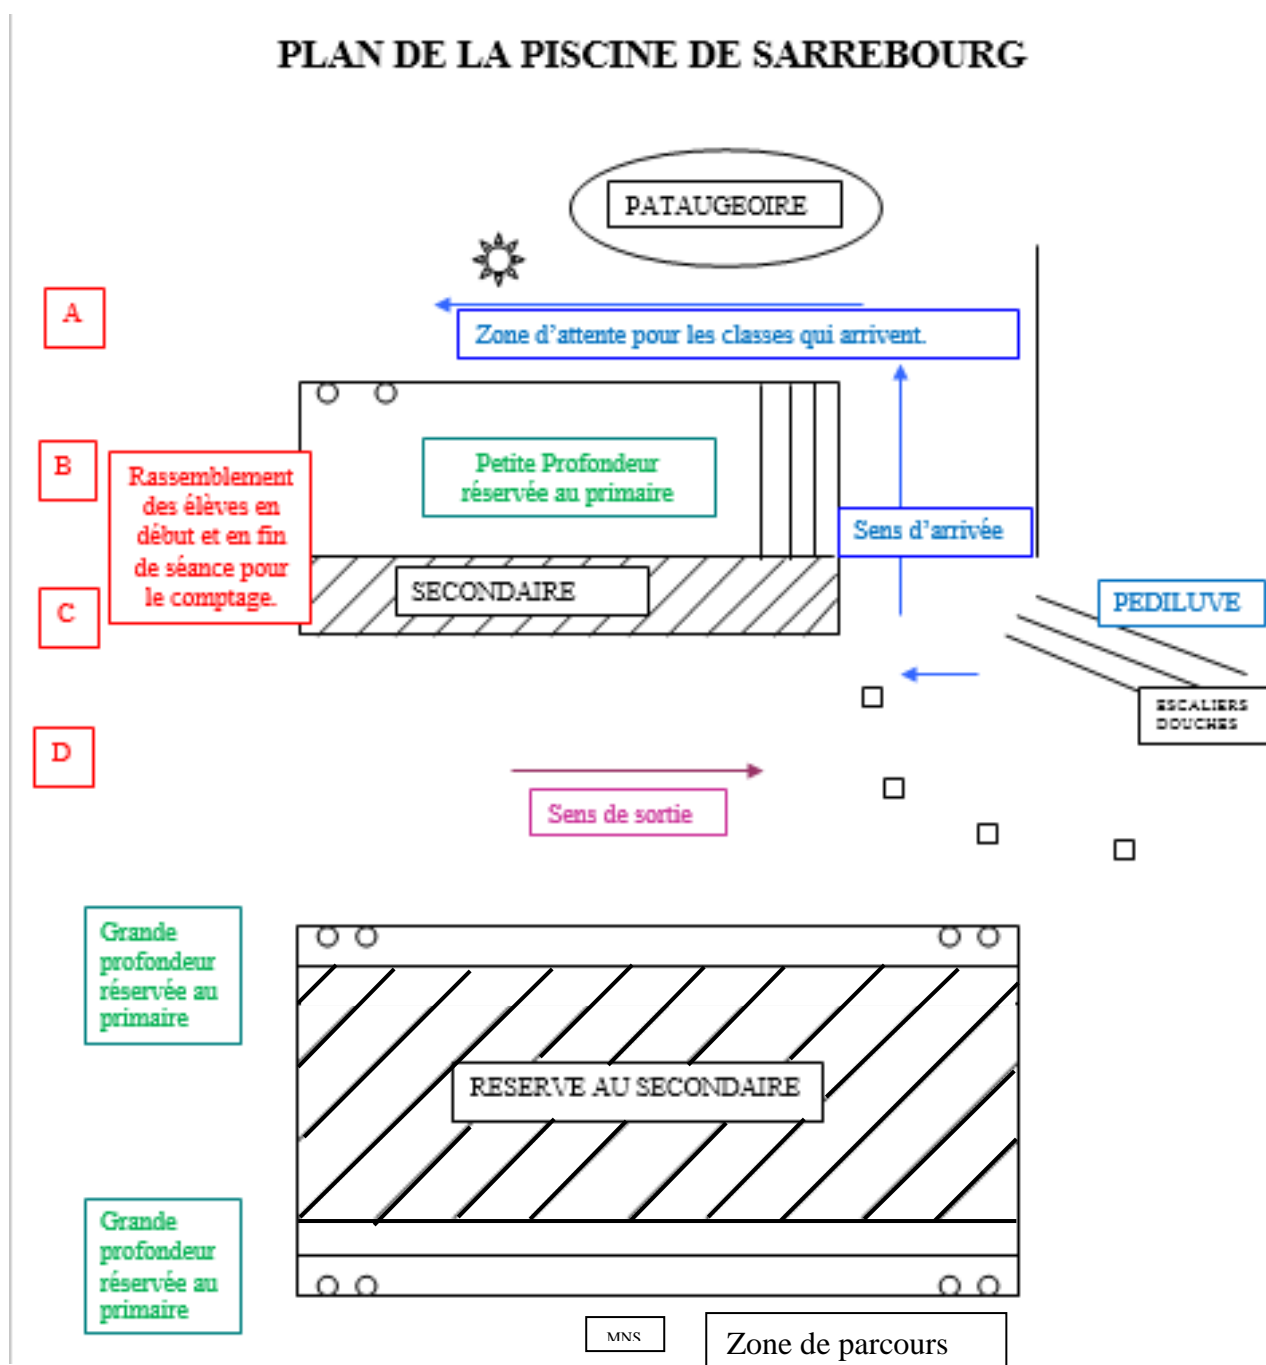 PLAN DE LA PISCINE DE SARREBOURG
PATAUGEOIRE
A
Zone d'attente pour les classes qui arrivent.
B
Rassemblement
des élèves en
début et en fin
de séance pour
le comptage.
Petite Profondeur
réservée au primaire
Sens d'arrivée
SECONDAIRE
C
PEDILUVE
ESCALIERS
DOUCHES
D
Sens de sortie
Grande
profondeur
réservée au
primaire
RESERVE AU SECONDAIRE
Grande
profondeur
réservée au
primaire
MNS
Zone de parcours